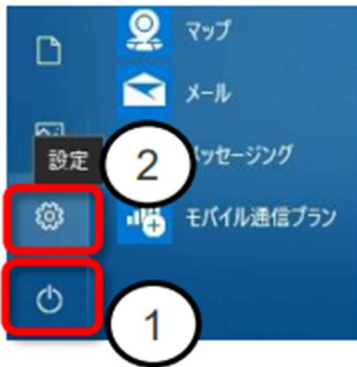 マップ
メール
設定
2
ッセージング
モバイル通信プラン
1